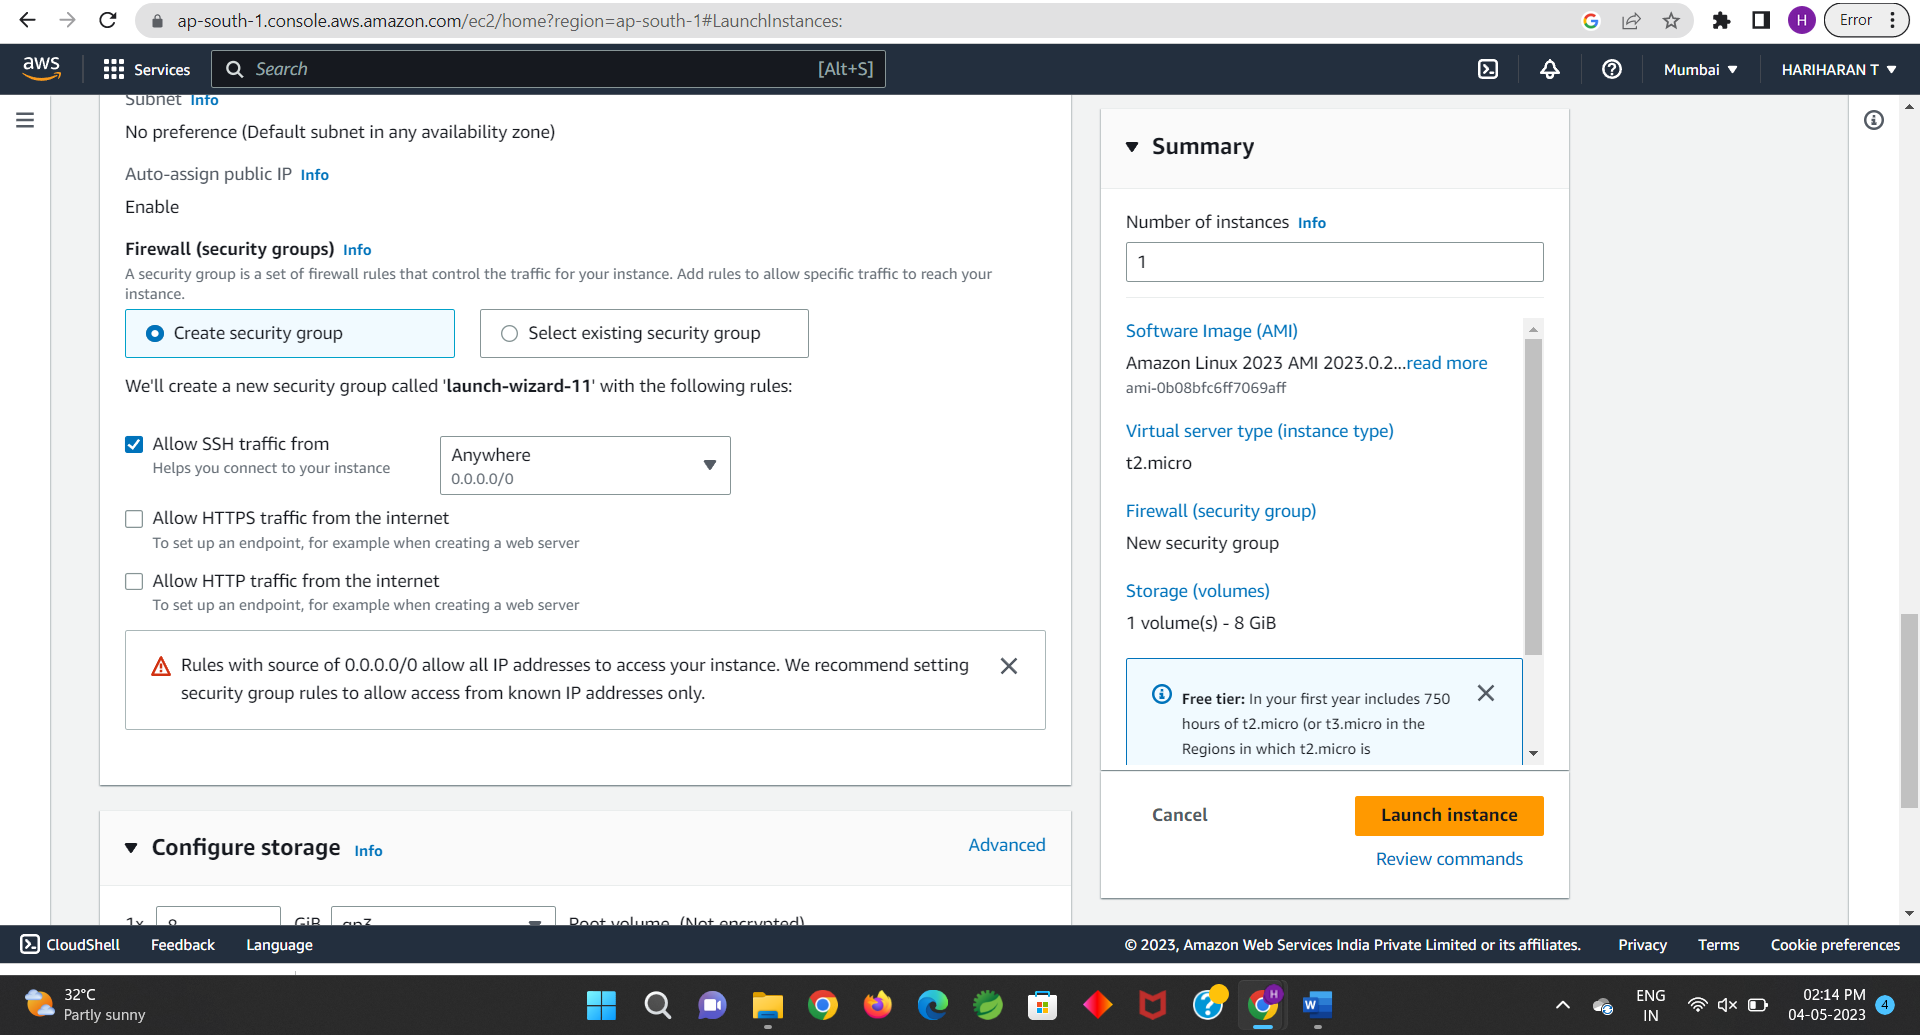 ap-south-1.console.aws.amazon.com/ec2/home?region=ap-south-1#LaunchInstances:
H
Error
aws
Services
Search
[Alt+S]
Mumbai
HARIHARAN T
Subnet Info
No preference (Default subnet in any availability zone)
Auto-assign public IP Info
Enable
Firewall (security groups) Info
A security group is a set of firewall rules that control the traffic for your instance. Add rules to allow specific traffic to reach your
instance.
Create security group
Select existing security group
We'll create a new security group called 'launch-wizard-11' with the following rules:
Allow SSH traffic from
Helps you connect to your instance
Anywhere
0.0.0.0/0
Allow HTTPS traffic from the internet
To set up an endpoint, for example when creating a web server
Allow HTTP traffic from the internet
To set up an endpoint, for example when creating a web server
Rules with source of 0.0.0.0/0 allow all IP addresses to access your instance. We recommend setting
security group rules to allow access from known IP addresses only.
Configure storage Info
Advanced
1x 8 GiB gp3 Root volume (Not encrypted)
Summary
Number of instances Info
1
Software Image (AMI)
Amazon Linux 2023 AMI 2023.0.2...read more
ami-0b08bfc6ff7069aff
Virtual server type (instance type)
t2.micro
Firewall (security group)
New security group
Storage (volumes)
1 volume(s) - 8 GiB
Free tier: In your first year includes 750
hours of t2.micro (or t3.micro in the
Regions in which t2.micro is
Cancel
Launch instance
Review commands
CloudShell
Feedback
Language
© 2023, Amazon Web Services India Private Limited or its affiliates.
Privacy
Terms
Cookie preferences
32°C
Partly sunny
H
W
ENG
IN
02:14 PM
04-05-2023
4